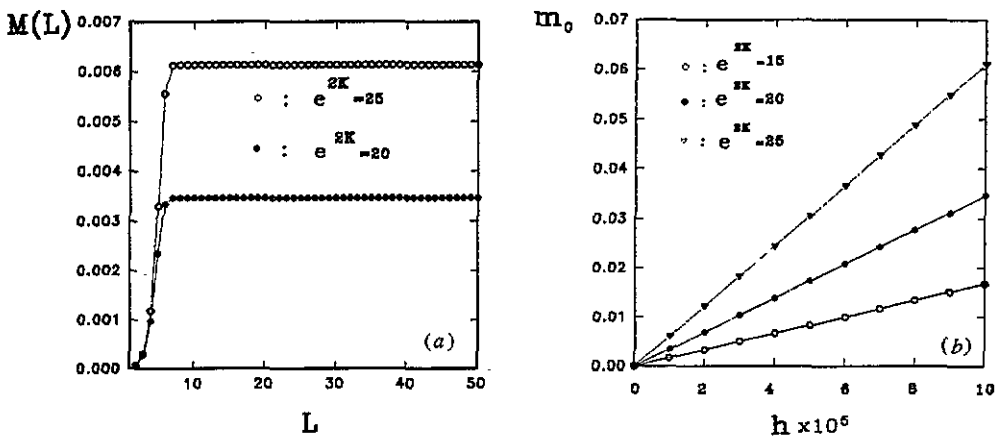 M(L)
0.007
0.006
0.005
0.004
0.003
0.002
0.001
0.000
○ : e^2K =25
● : e^2K =20
(a)
10 20 30 40 50
L
m₀
0.07
0.06
0.05
0.04
0.03
0.02
0.01
0.00
○ : e^2K =15
● : e^2K =20
▿ : e^2K =25
(b)
0 2 4 6 8 10